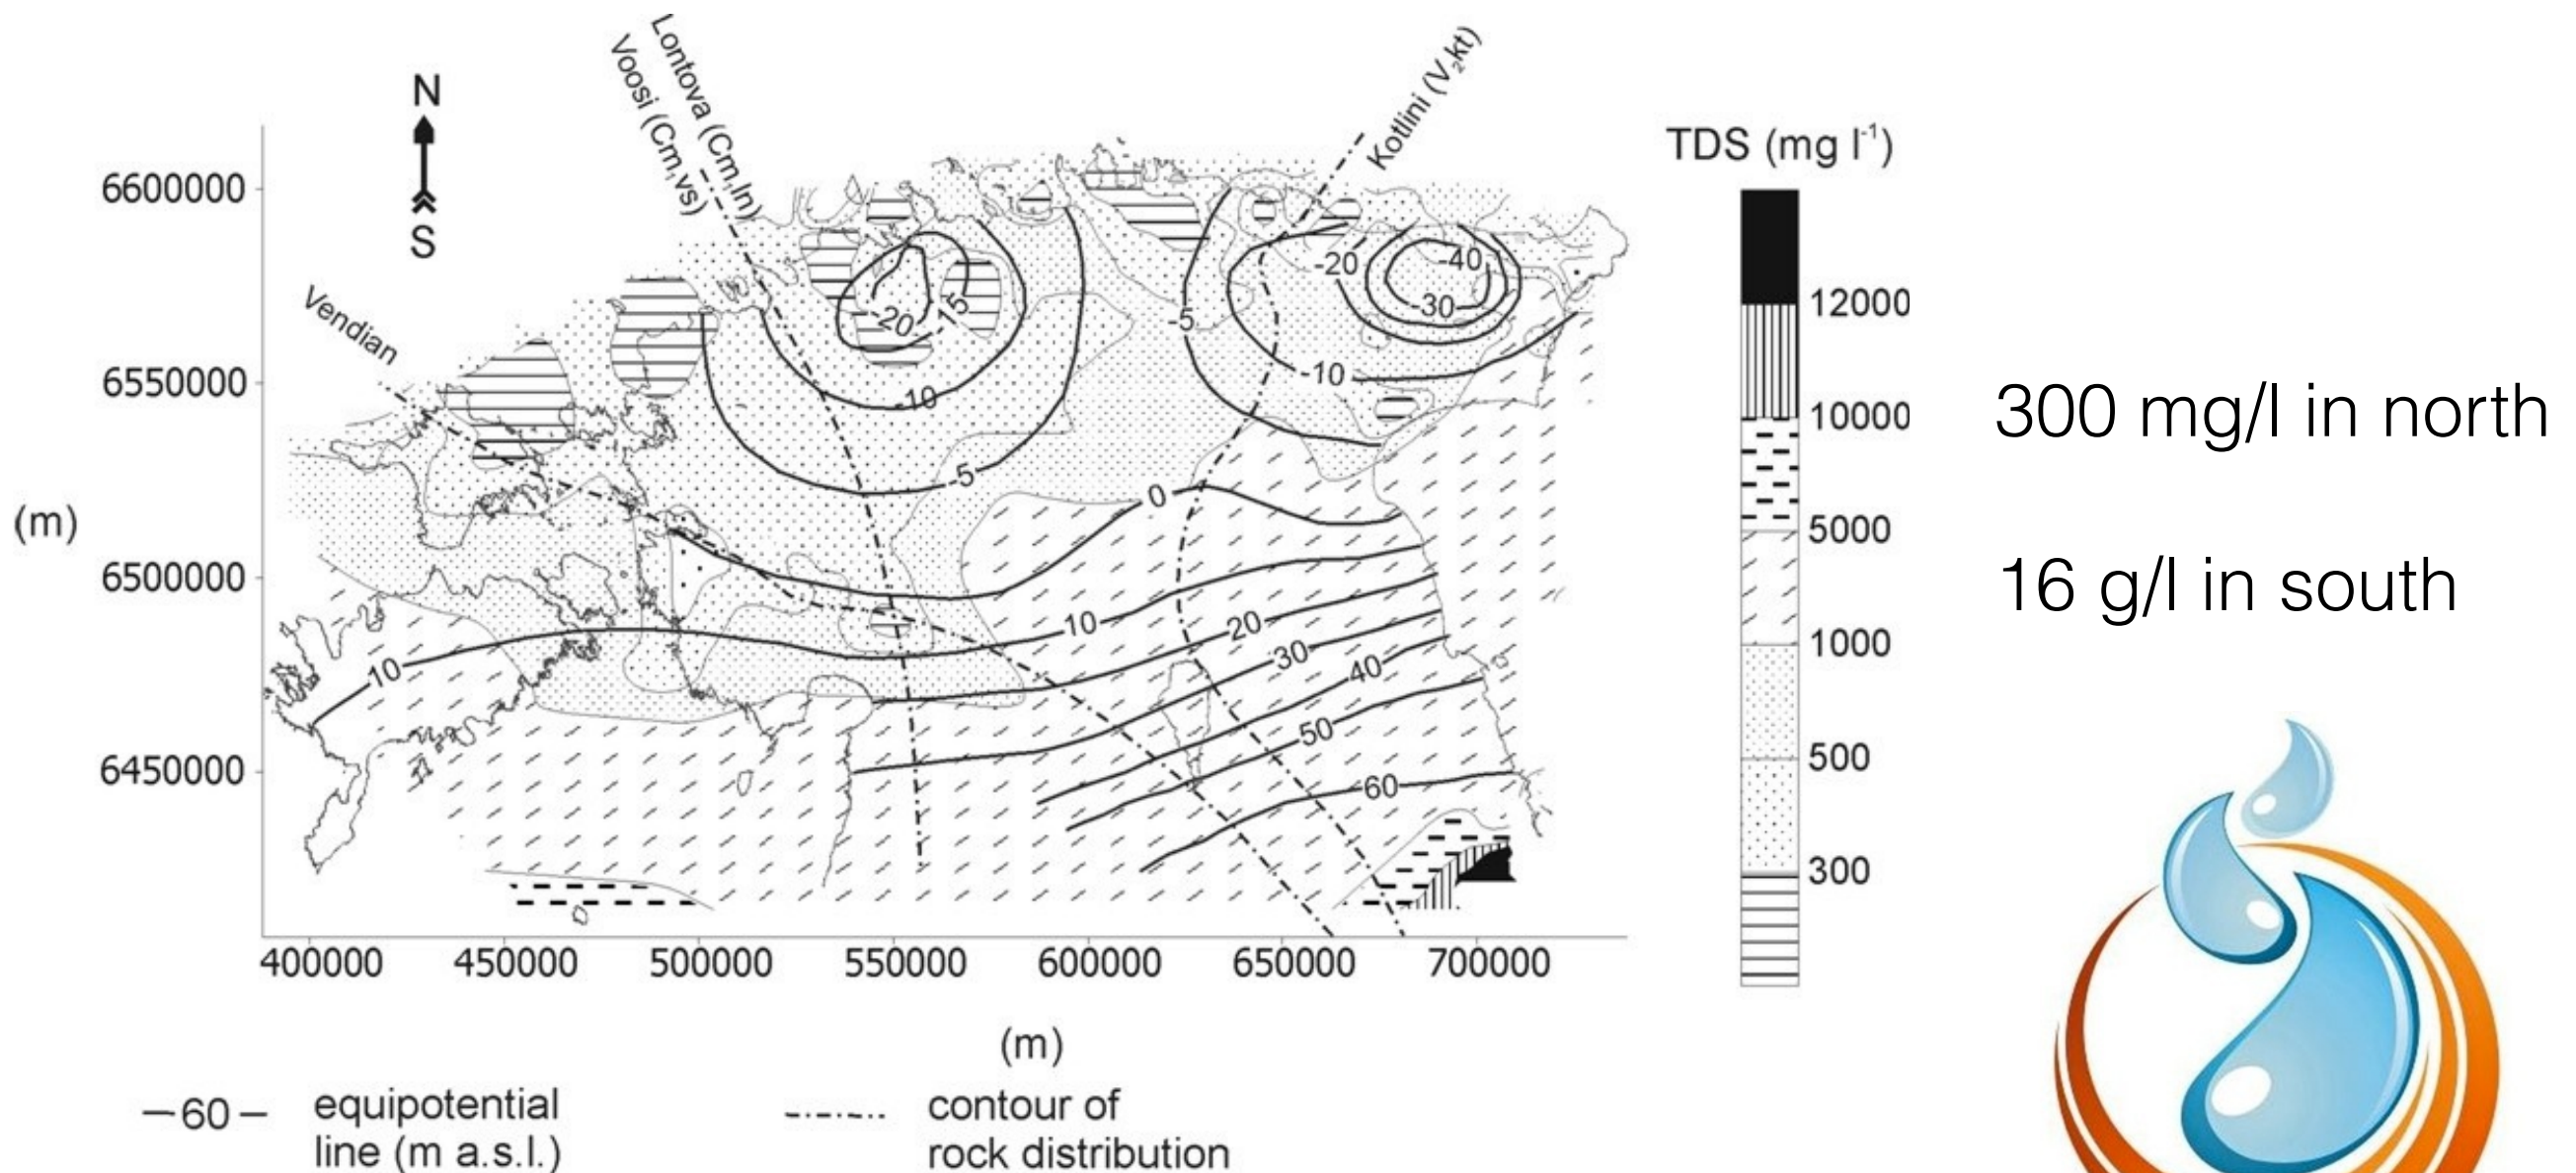 N
S
Voosi (Cm₁vs)
Lontova (Cm₁ln)
Kotlini (V₂kt)
Vendian
TDS (mg l⁻¹)
12000
10000
5000
1000
500
300
6600000
6550000
6500000
6450000
(m)
400000 450000 500000 550000 600000 650000 700000
(m)
-20
-15
-10
-5
-5
-10
-20
-30
-40
0
10
10
20
30
40
50
60
300 mg/l in north
16 g/l in south
—60— equipotential
line (m a.s.l.)
contour of
rock distribution